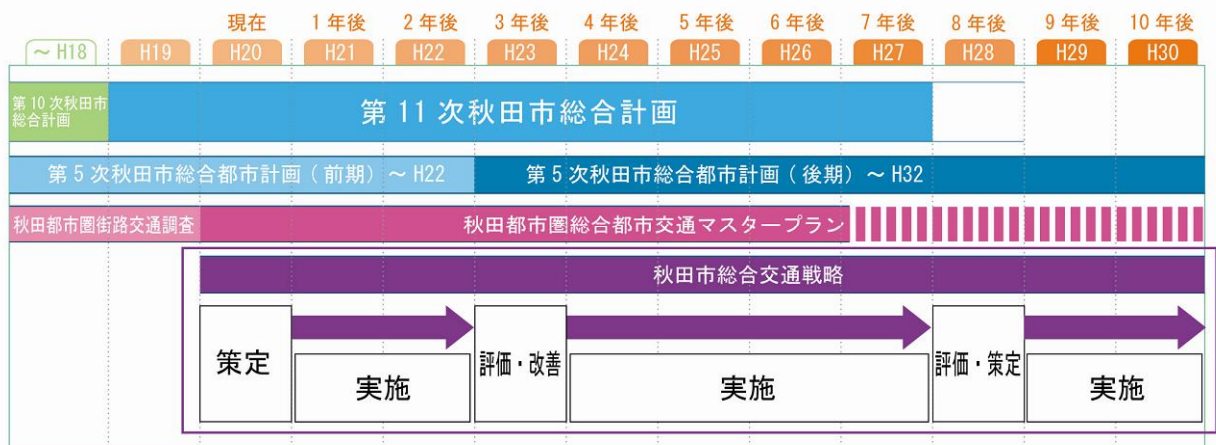 現在 1年後 2年後 3年後 4年後 5年後 6年後 7年後 8年後 9年後 10年後
～H18 H19 H20 H21 H22 H23 H24 H25 H26 H27 H28 H29 H30
第10次秋田市
総合計画
第11次秋田市総合計画
第5次秋田市総合都市計画（前期）～H22
第5次秋田市総合都市計画（後期）～H32
秋田都市圏街路交通調査
秋田都市圏総合都市交通マスタープラン
秋田市総合交通戦略
策定
実施
評価・改善
実施
評価・策定
実施